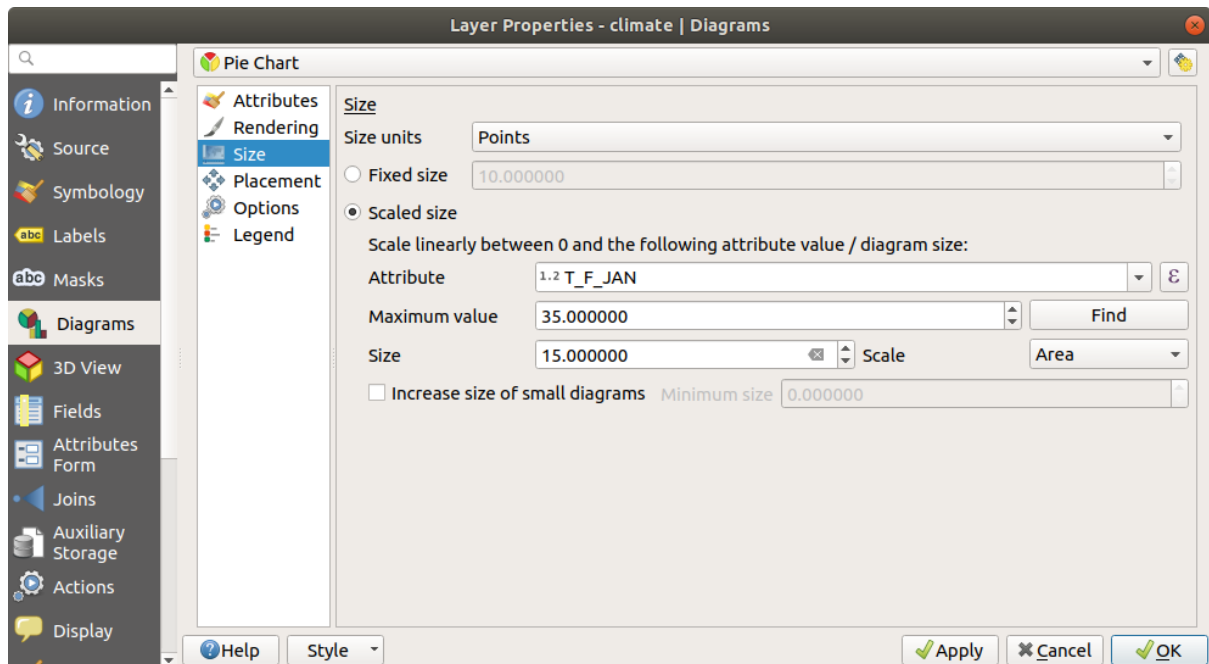 Layer Properties - climate | Diagrams
Pie Chart
Information
Source
Symbology
abc Labels
abc Masks
Diagrams
3D View
Fields
Attributes
Form
Joins
Auxiliary
Storage
Actions
Display
Attributes
Rendering
Size
Placement
Options
Legend
Size
Size units Points
Fixed size 10.000000
Scaled size
Scale linearly between 0 and the following attribute value / diagram size:
Attribute 1.2 T_F_JAN ε
Maximum value 35.000000 Find
Size 15.000000 Scale Area
Increase size of small diagrams Minimum size 0.000000
Help Style Apply Cancel OK